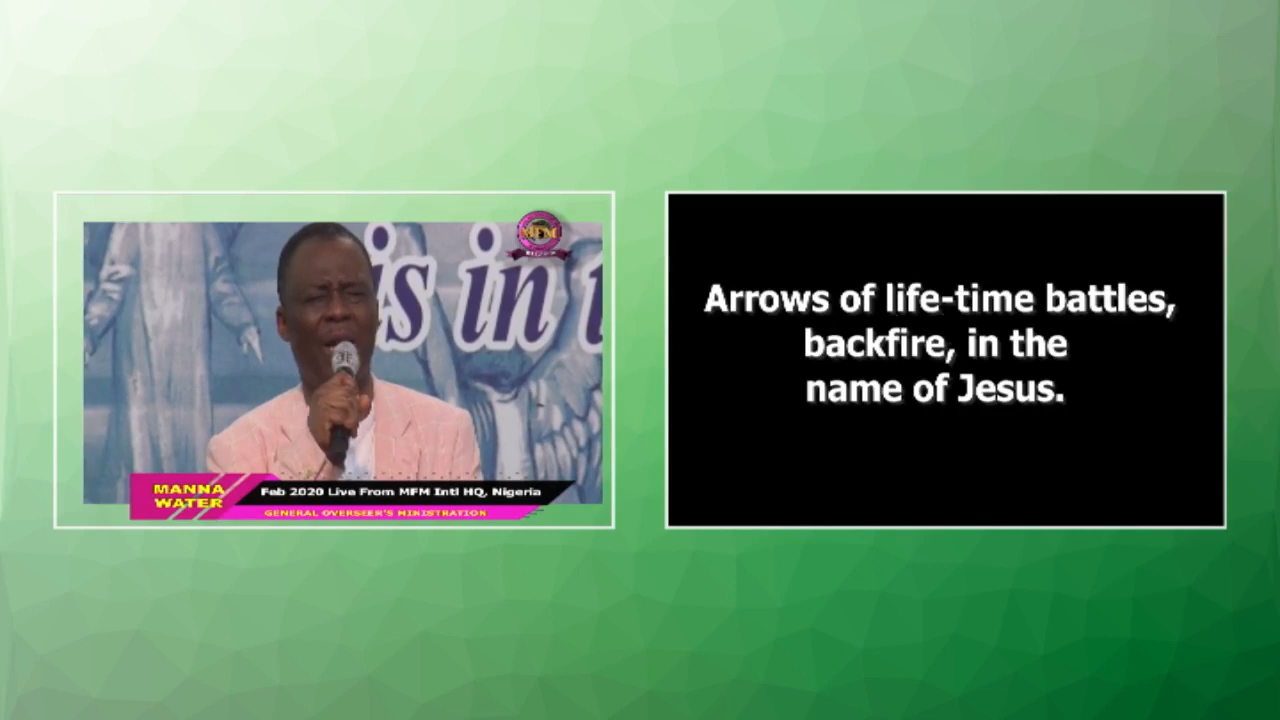 is in t
MFM
MANNA
WATER
Feb 2020 Live From MFM Intl HQ, Nigeria
GENERAL OVERSEER'S MINISTRATION
Arrows of life-time battles,
backfire, in the
name of Jesus.